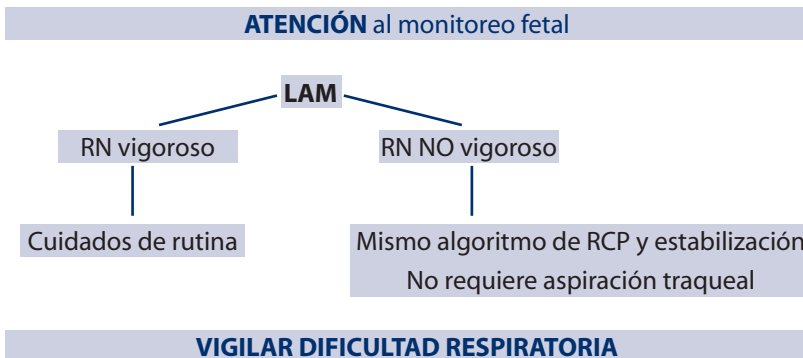 ATENCIÓN al monitoreo fetal
LAM
RN vigoroso
RN NO vigoroso
Cuidados de rutina
Mismo algoritmo de RCP y estabilización
No requiere aspiración traqueal
VIGILAR DIFICULTAD RESPIRATORIA